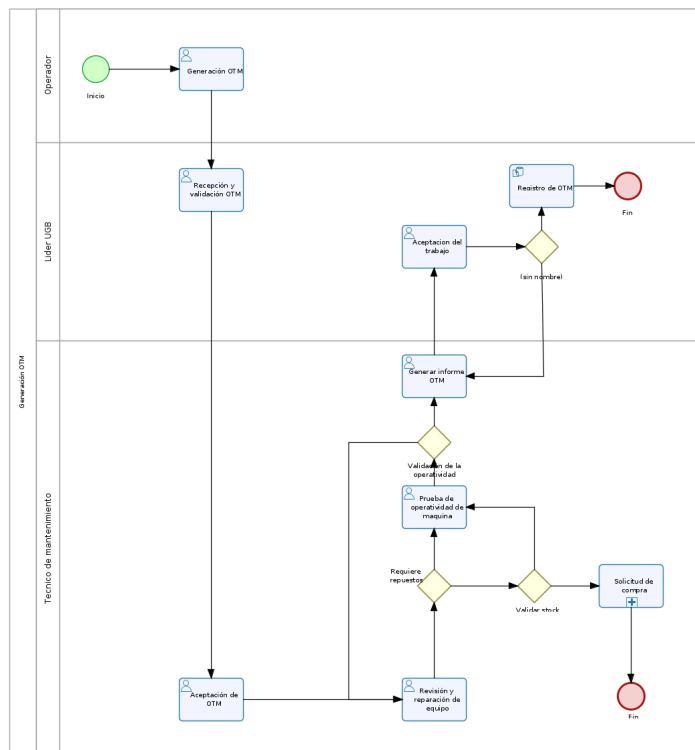 Generación OTM
Operador
Inicio
Generación OTM
Lider UGB
Recepción y
validación OTM
Registro de OTM
Fin
Aceptacion del
trabajo
(sin nombre)
Tecnico de mantenimiento
Generar informe
OTM
Validación de la
operatividad
Prueba de
operatividad de
maquina
Requiere
repuestos
Validar stock
Solicitud de
compra
Aceptación de
OTM
Revisión y
reparación de
equipo
Fin